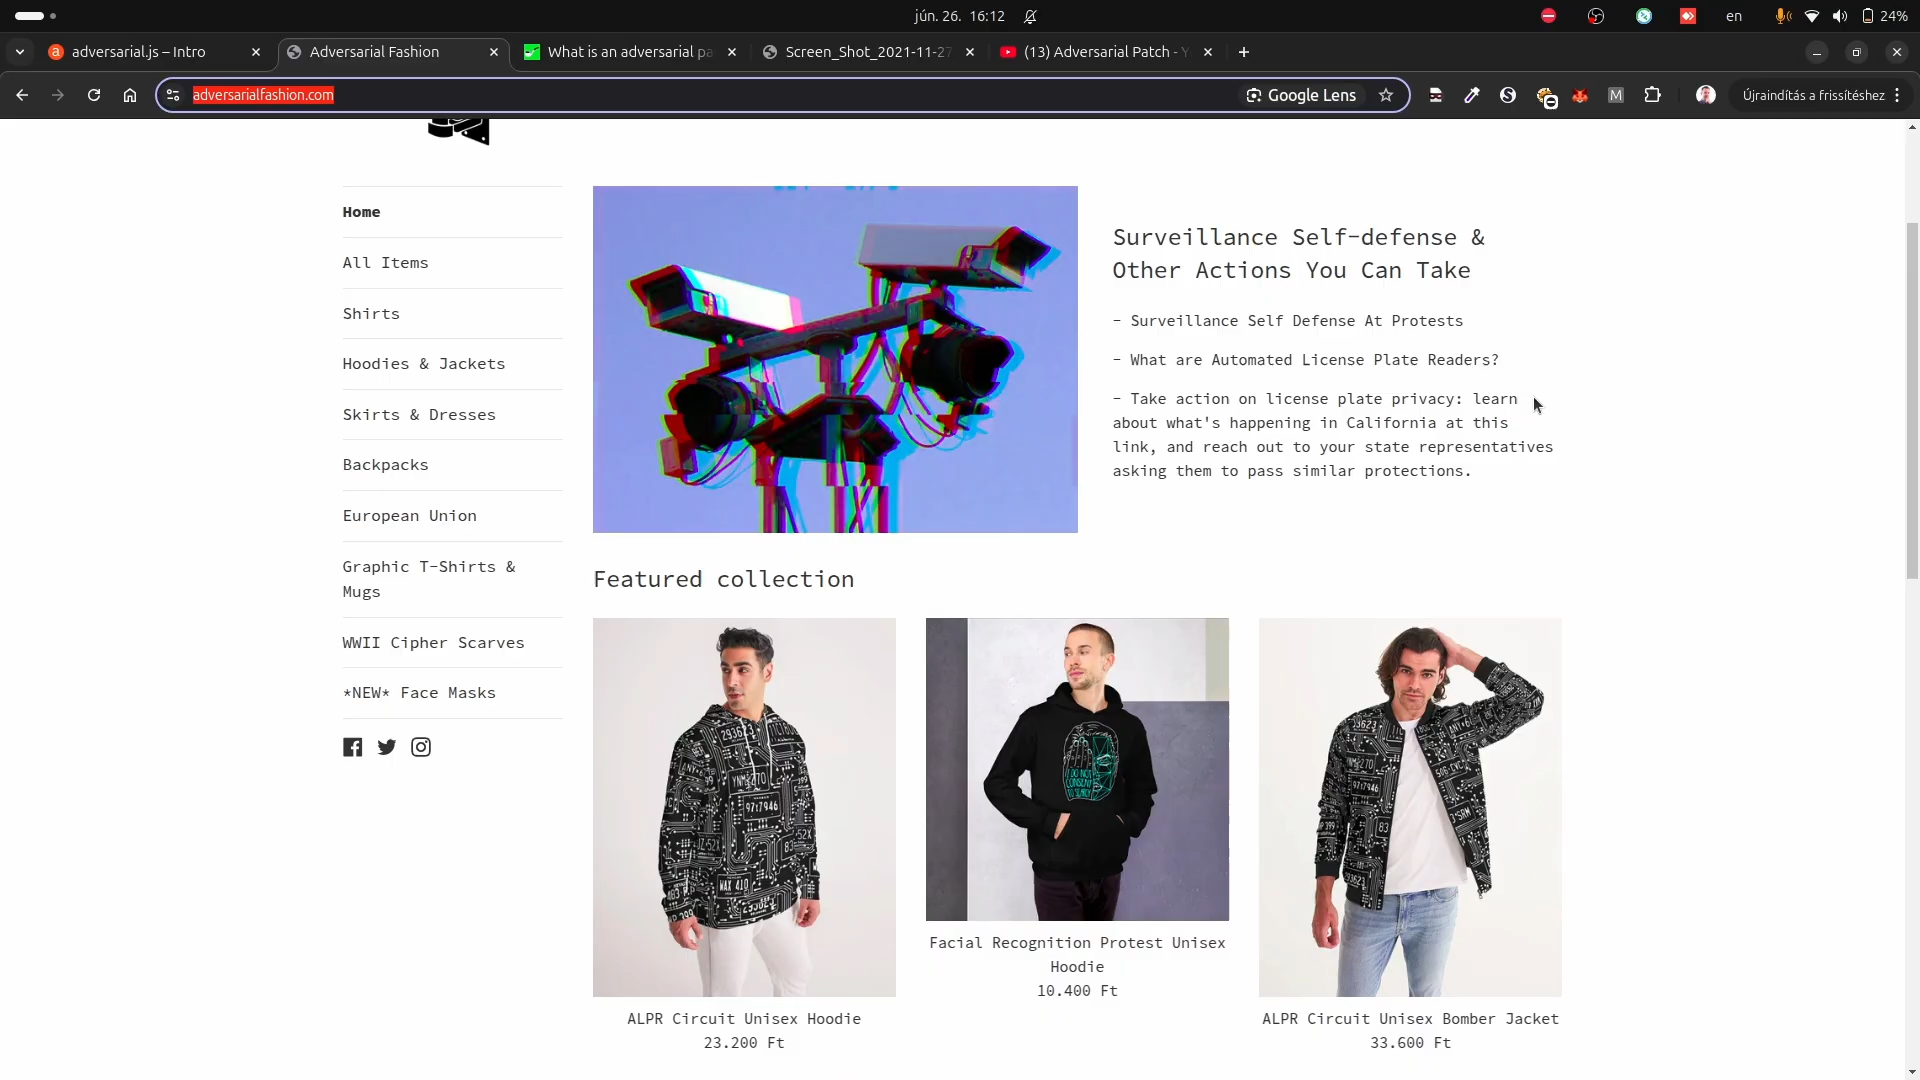 jún. 26. 16:12
en
24%
adversarial.js – Intro
Adversarial Fashion
What is an adversarial pa
Screen_Shot_2021-11-27
(13) Adversarial Patch - Y
adversarialfashion.com
Google Lens
Újraindítás a frissítéshez
Home
All Items
Shirts
Hoodies & Jackets
Skirts & Dresses
Backpacks
European Union
Graphic T-Shirts &
Mugs
WWII Cipher Scarves
*NEW* Face Masks
Surveillance Self-defense &
Other Actions You Can Take
- Surveillance Self Defense At Protests
- What are Automated License Plate Readers?
- Take action on license plate privacy: learn
about what's happening in California at this
link, and reach out to your state representatives
asking them to pass similar protections.
Featured collection
I DO NOT
CONSENT
TO SEARCH
ALPR Circuit Unisex Hoodie
23.200 Ft
Facial Recognition Protest Unisex
Hoodie
10.400 Ft
ALPR Circuit Unisex Bomber Jacket
33.600 Ft